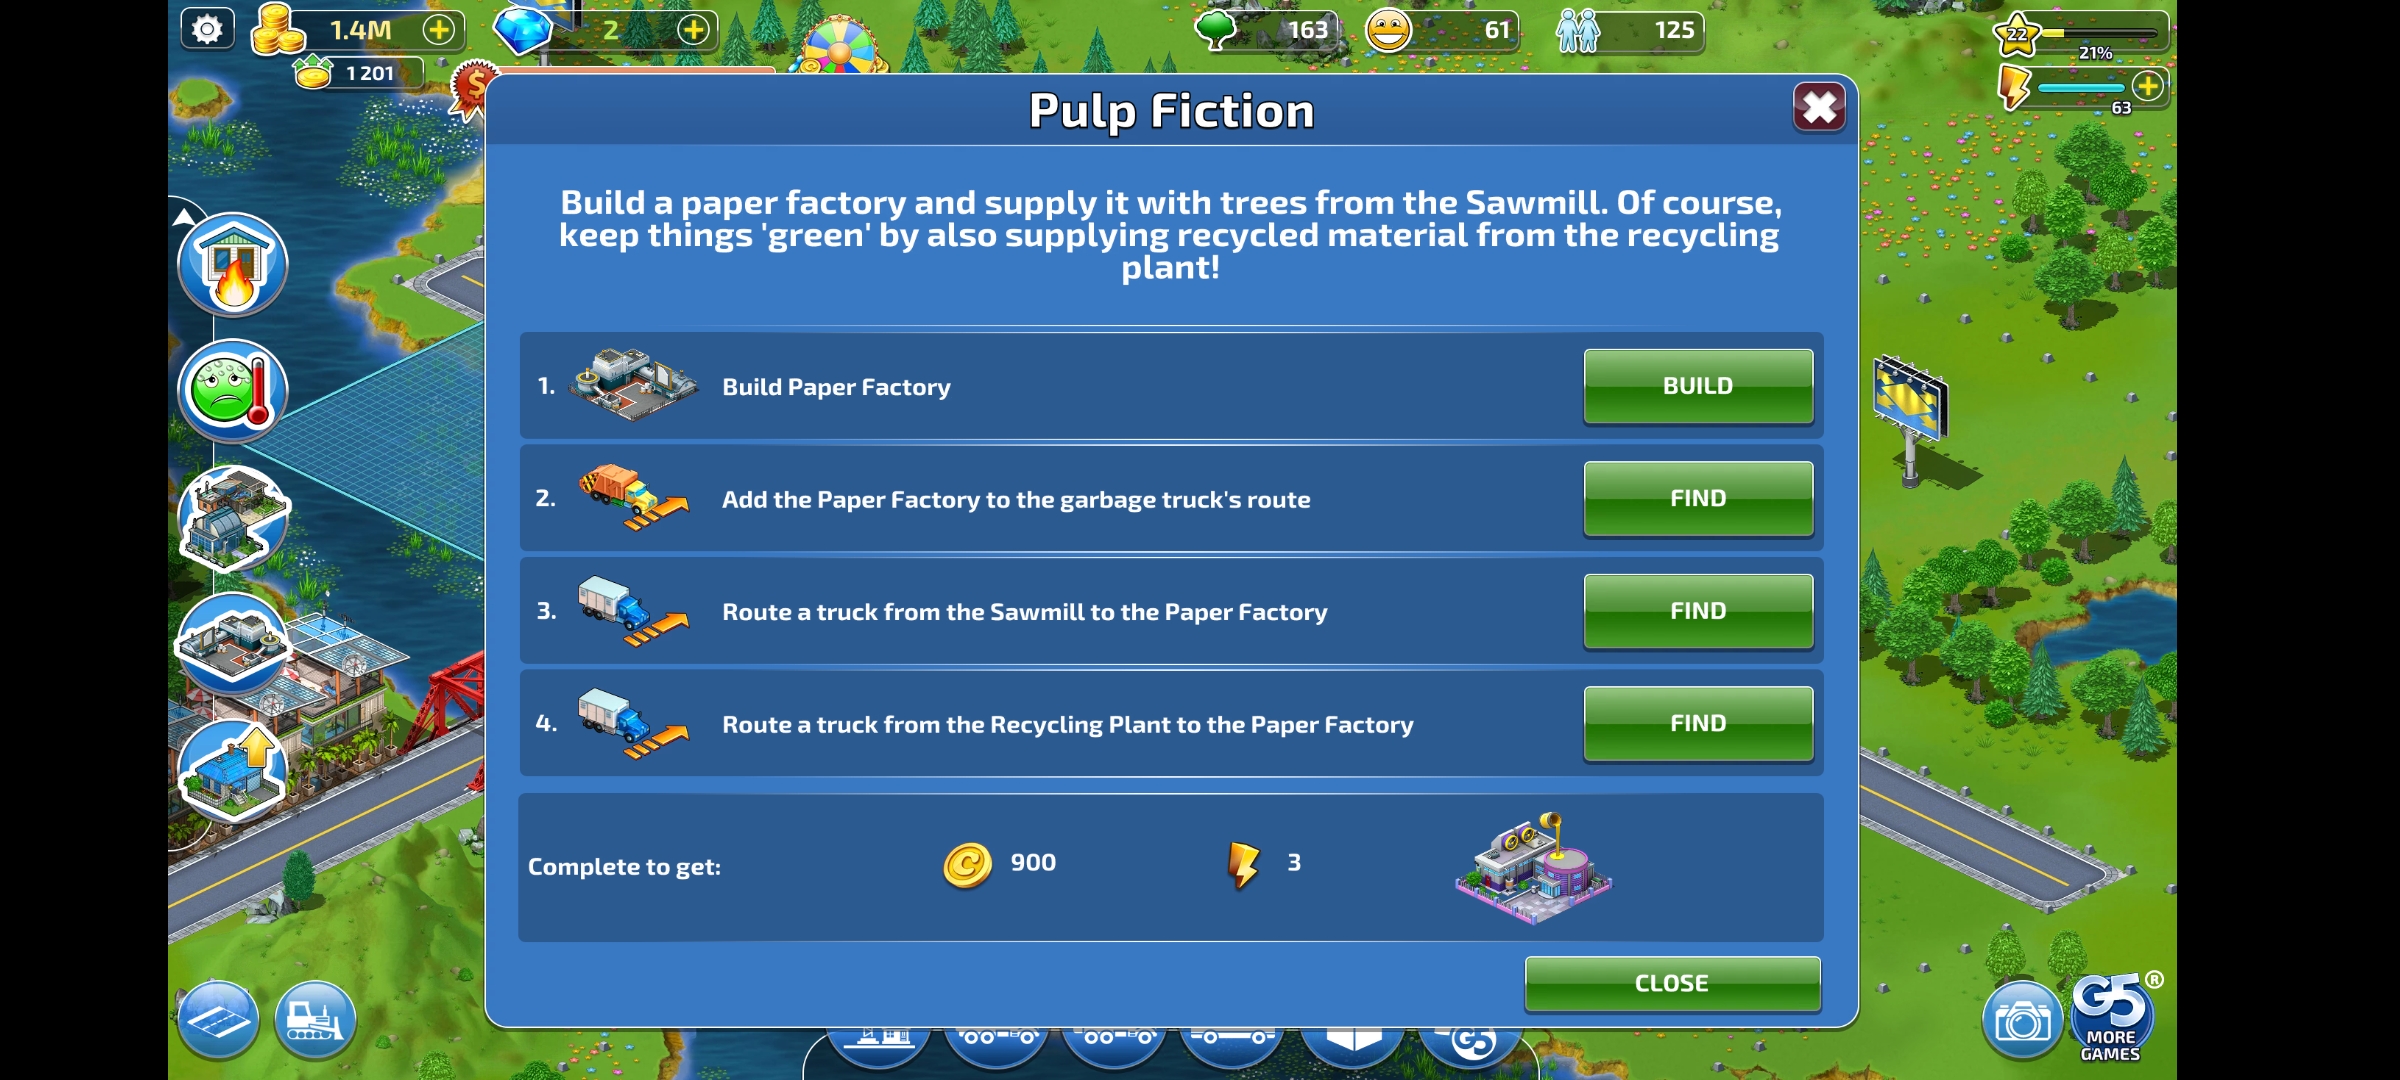 1.4M
2
163
61
125
22
21%
1 201
63
Pulp Fiction
Build a paper factory and supply it with trees from the Sawmill. Of course,
keep things 'green' by also supplying recycled material from the recycling
plant!
1. Build Paper Factory BUILD
2. Add the Paper Factory to the garbage truck's route FIND
3. Route a truck from the Sawmill to the Paper Factory FIND
4. Route a truck from the Recycling Plant to the Paper Factory FIND
Complete to get: 900 3
CLOSE
G5
G5®
MORE
GAMES